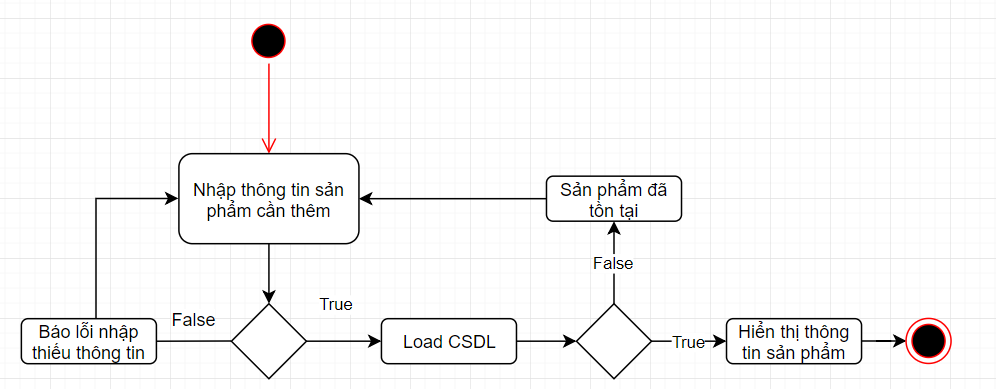 Nhập thông tin sản
phẩm cần thêm
Sản phẩm đã
tồn tại
False
True
False
Báo lỗi nhập
thiếu thông tin
Load CSDL
True
Hiển thị thông
tin sản phẩm